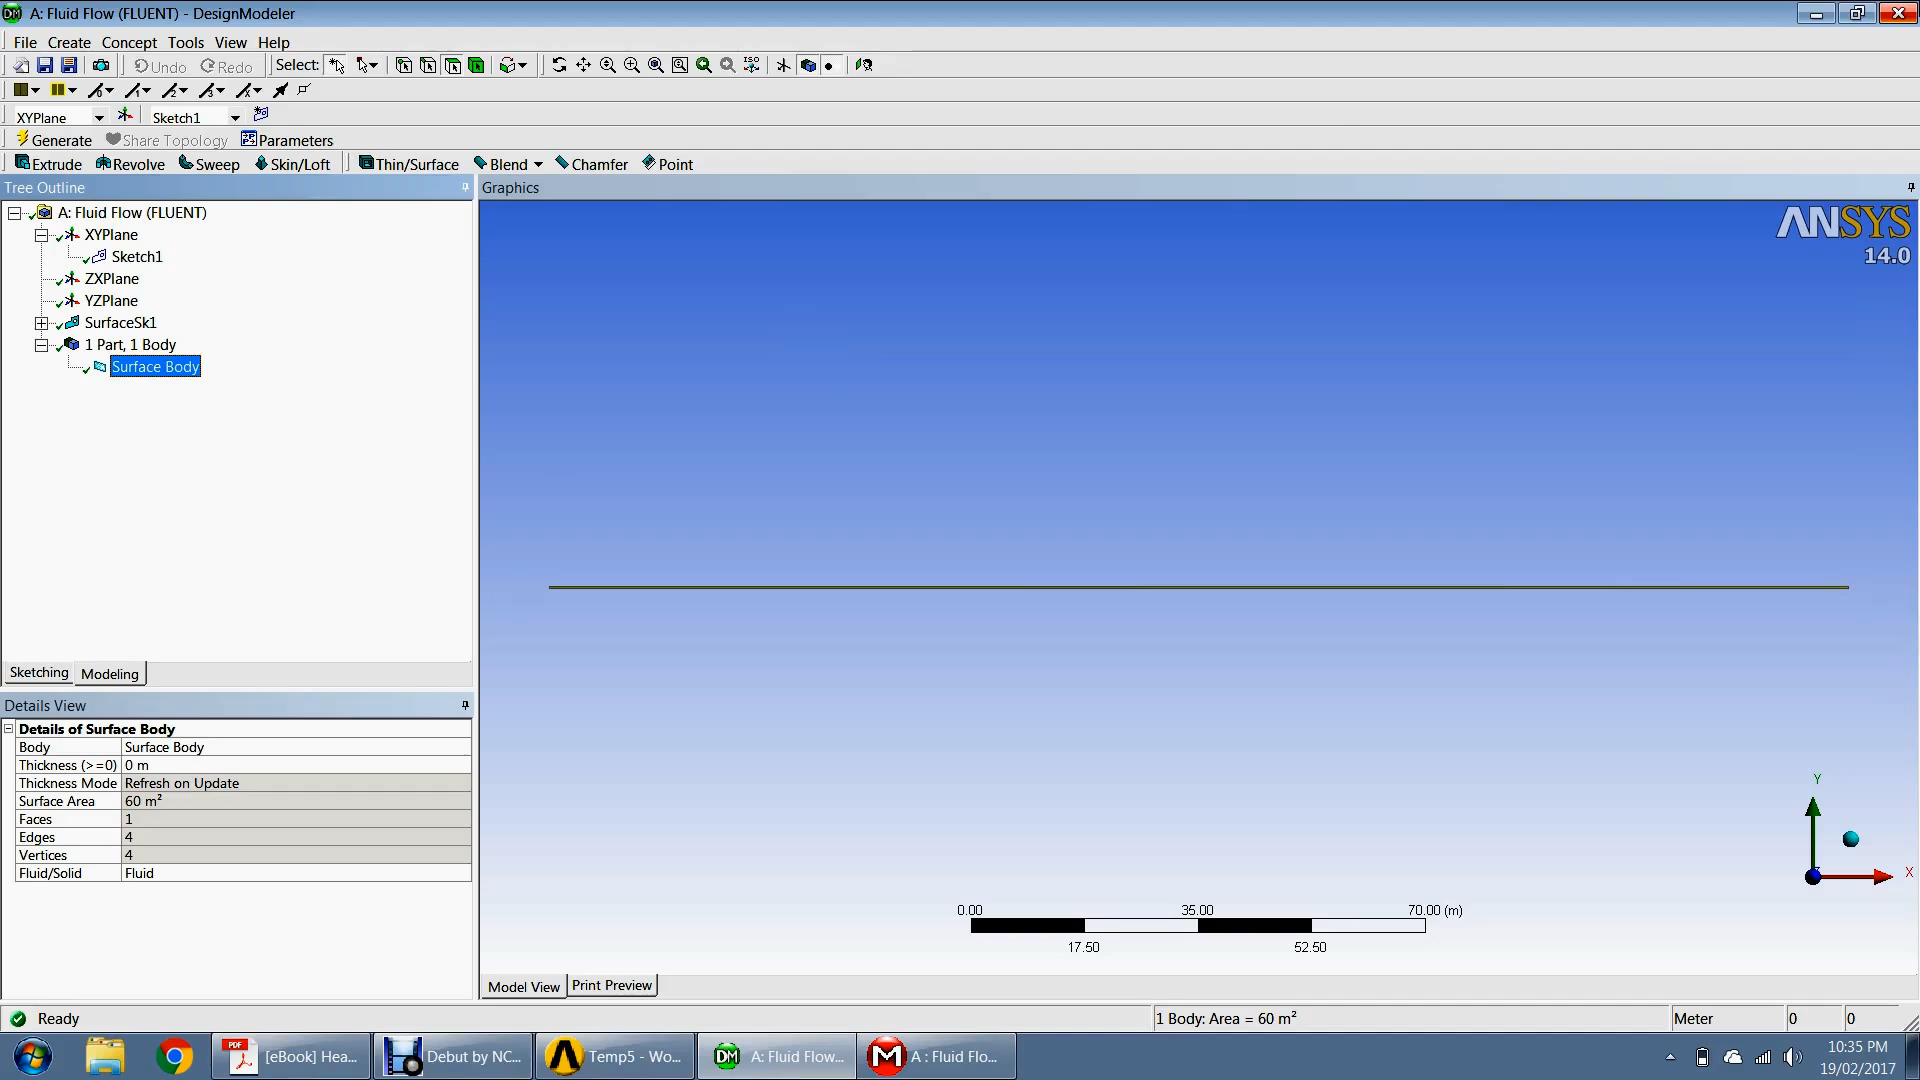 A: Fluid Flow (FLUENT) - DesignModeler
File Create Concept Tools View Help
Undo Redo Select: ISO
XYPlane Sketch1
Generate Share Topology Parameters
Extrude Revolve Sweep Skin/Loft Thin/Surface Blend Chamfer Point
Tree Outline
A: Fluid Flow (FLUENT)
XYPlane
Sketch1
ZXPlane
YZPlane
SurfaceSk1
1 Part, 1 Body
Surface Body
Sketching Modeling
Details View
Details of Surface Body
Body Surface Body
Thickness (>=0) 0 m
Thickness Mode Refresh on Update
Surface Area 60 m²
Faces 1
Edges 4
Vertices 4
Fluid/Solid Fluid
Graphics
ANSYS
14.0
Y
X
0.00 35.00 70.00 (m)
17.50 52.50
Model View Print Preview
Ready 1 Body: Area = 60 m² Meter 0 0
PDF [eBook] Hea... Debut by NC... Temp5 - Wo... DM A: Fluid Flow... M A : Fluid Flo...
10:35 PM
19/02/2017